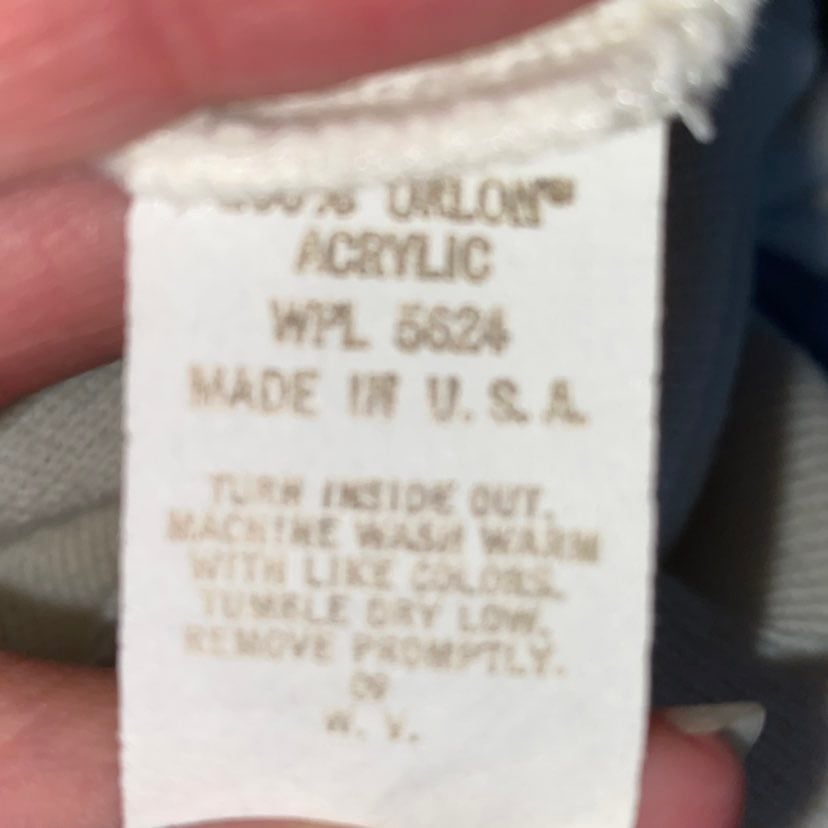 100% ORLON®
ACRYLIC
WPL 5624
MADE IN U.S.A.
TURN INSIDE OUT.
MACHINE WASH WARM
WITH LIKE COLORS.
TUMBLE DRY LOW.
REMOVE PROMPTLY.
W. V.